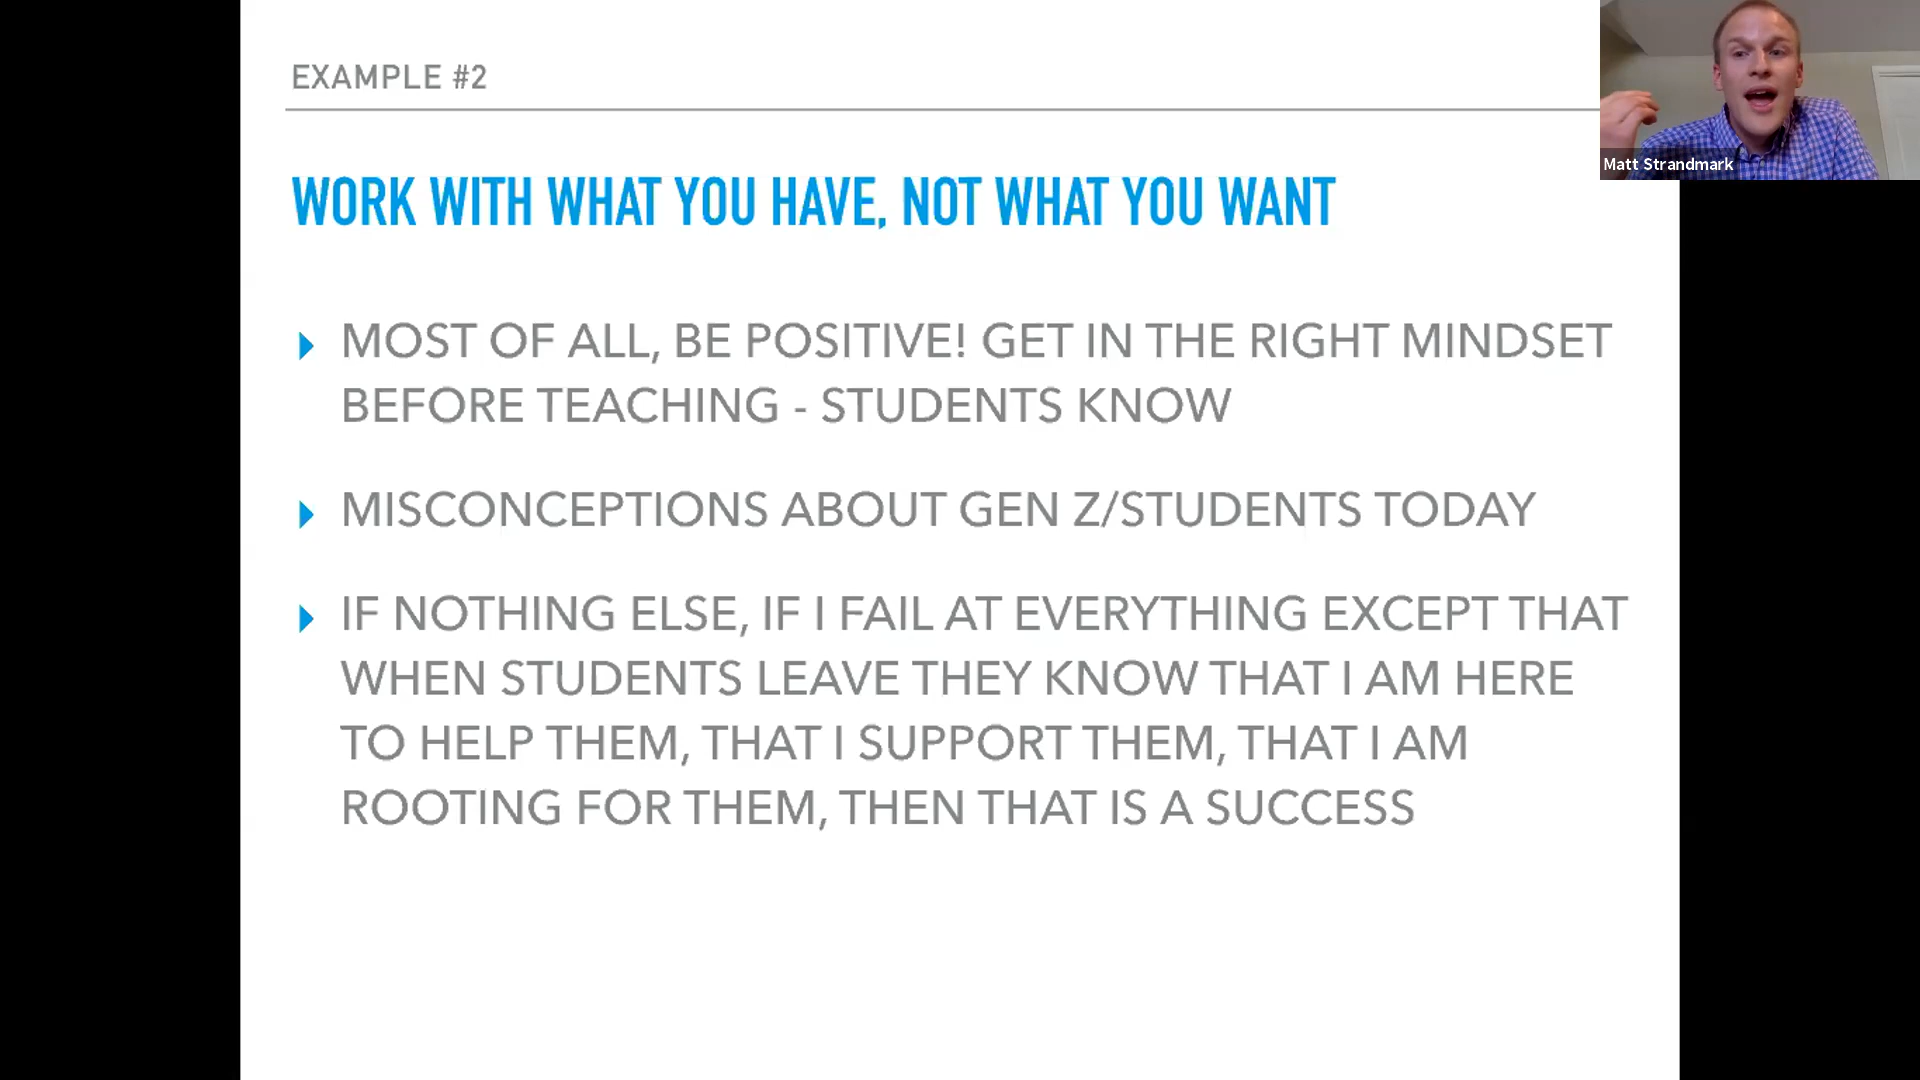 EXAMPLE #2
Matt Strandmark
WORK WITH WHAT YOU HAVE, NOT WHAT YOU WANT
MOST OF ALL, BE POSITIVE! GET IN THE RIGHT MINDSET
BEFORE TEACHING - STUDENTS KNOW
MISCONCEPTIONS ABOUT GEN Z/STUDENTS TODAY
IF NOTHING ELSE, IF I FAIL AT EVERYTHING EXCEPT THAT
WHEN STUDENTS LEAVE THEY KNOW THAT I AM HERE
TO HELP THEM, THAT I SUPPORT THEM, THAT I AM
ROOTING FOR THEM, THEN THAT IS A SUCCESS